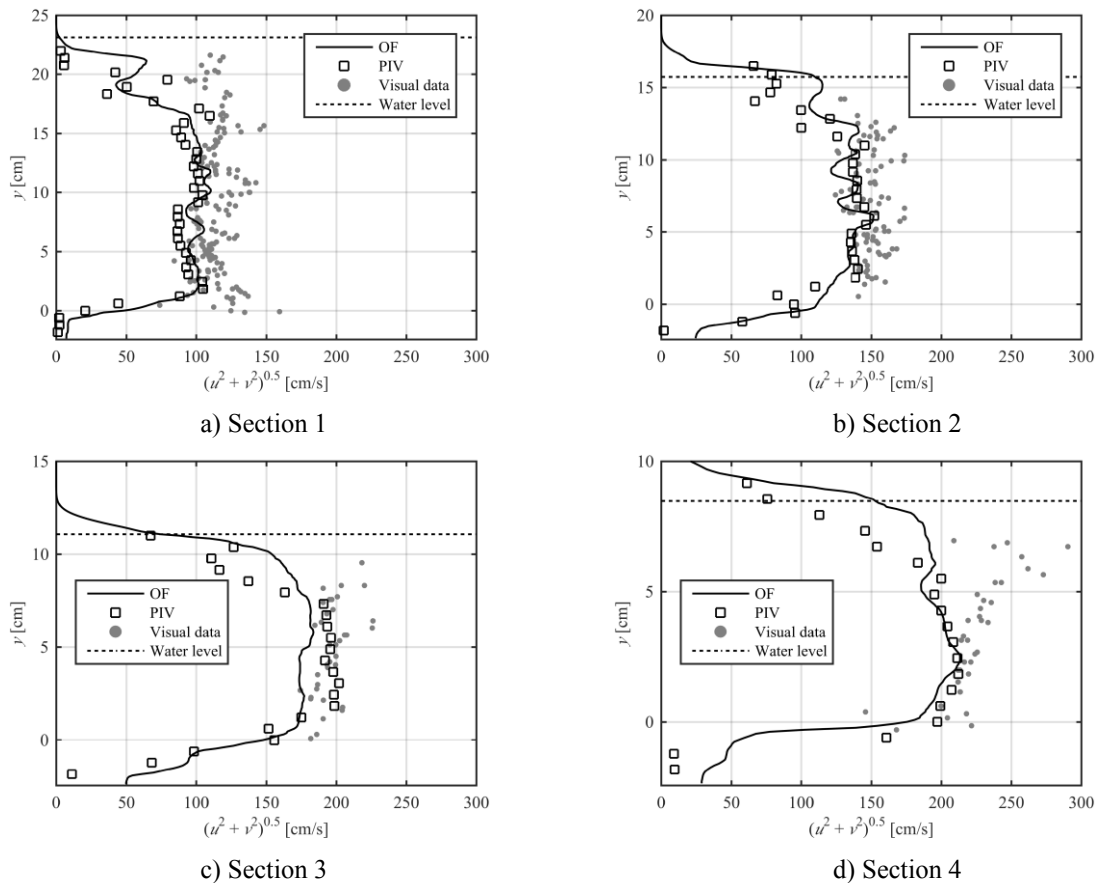 25
20
15
10
5
0
y [cm]
OF
PIV
Visual data
Water level
0 50 100 150 200 250 300
(u² + v²)^0.5 [cm/s]
a) Section 1
20
15
10
5
0
y [cm]
OF
PIV
Visual data
Water level
0 50 100 150 200 250 300
(u² + v²)^0.5 [cm/s]
b) Section 2
15
10
5
0
y [cm]
OF
PIV
Visual data
Water level
0 50 100 150 200 250 300
(u² + v²)^0.5 [cm/s]
c) Section 3
10
5
0
y [cm]
OF
PIV
Visual data
Water level
0 50 100 150 200 250 300
(u² + v²)^0.5 [cm/s]
d) Section 4